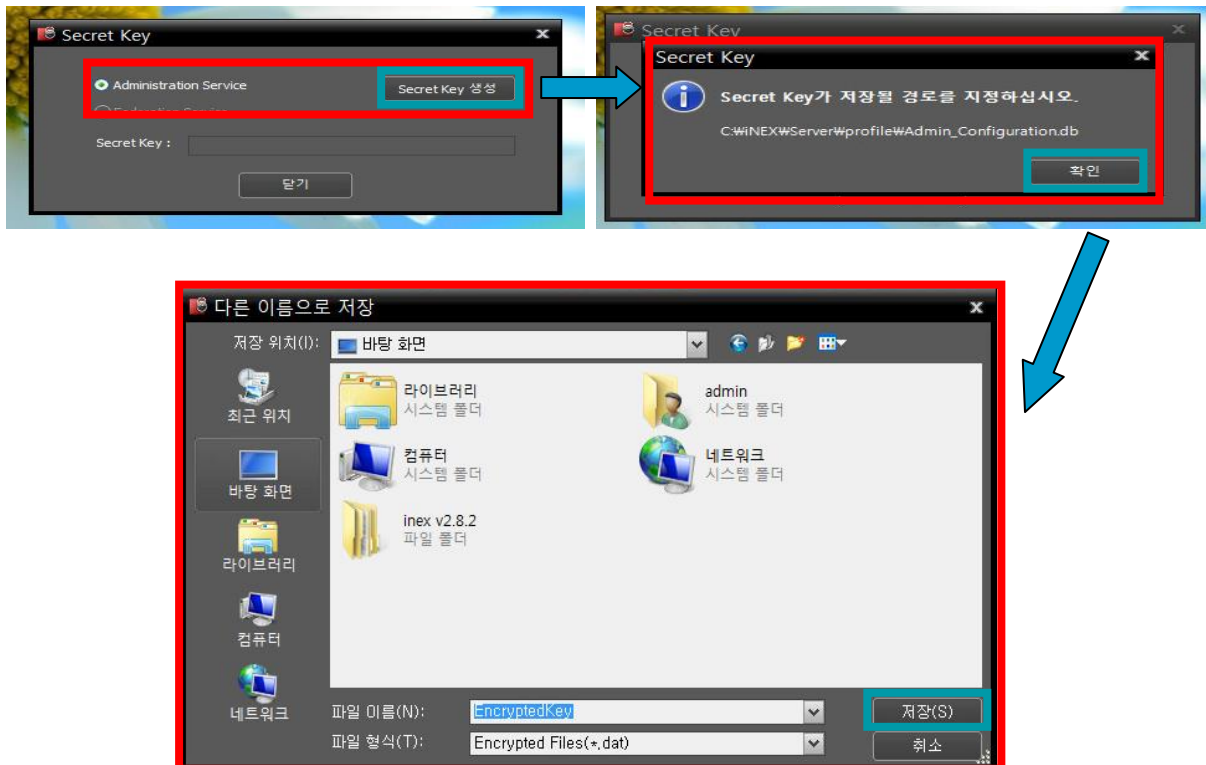 Secret Key
Administration Service
Secret Key 생성
Federation Service
Secret Key :
닫기
Secret Key
Secret Key
Secret Key가 저장될 경로를 지정하십시오.
C:₩iNEX₩Server₩profile₩Admin_Configuration.db
확인
다른 이름으로 저장
저장 위치(I):
바탕 화면
최근 위치
바탕 화면
라이브러리
컴퓨터
네트워크
라이브러리
시스템 폴더
admin
시스템 폴더
컴퓨터
시스템 폴더
네트워크
시스템 폴더
inex v2.8.2
파일 폴더
파일 이름(N):
EncryptedKey
저장(S)
파일 형식(T):
Encrypted Files(*.dat)
취소